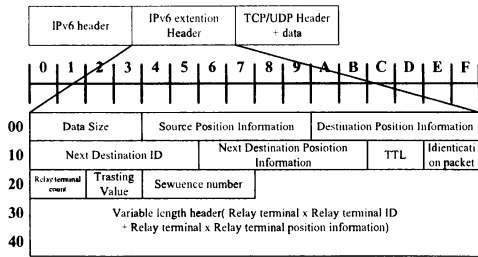 IPv6 header
IPv6 extention
Header
TCP/UDP Header
+ data
0 1 2 3 4 5 6 7 8 9 A B C D E F
00 Data Size Source Position Information Destination Position Information
10 Next Destination ID Next Destination Posiotion
Information TTL Idienticati
on packet
20 Relay terminal
count Trasting
Value Sewuence number
30 Variable length header( Relay terminal x Relay terminal ID
+ Relay terminal x Relay terminal position information)
40